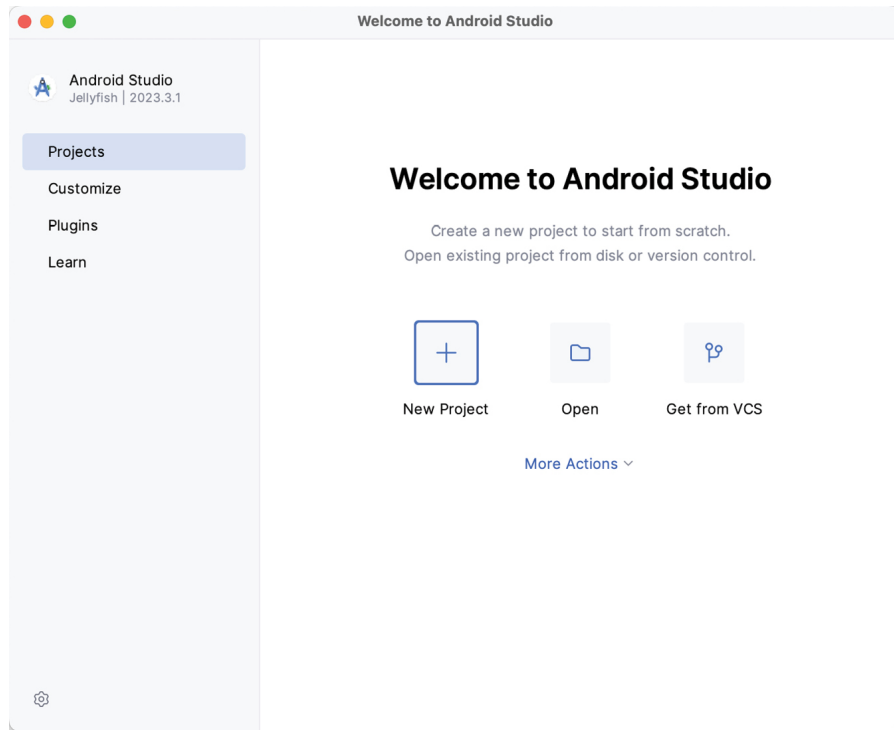 Welcome to Android Studio
Android Studio
Jellyfish | 2023.3.1
Projects
Customize
Plugins
Learn
Welcome to Android Studio
Create a new project to start from scratch.
Open existing project from disk or version control.
New Project
Open
Get from VCS
More Actions